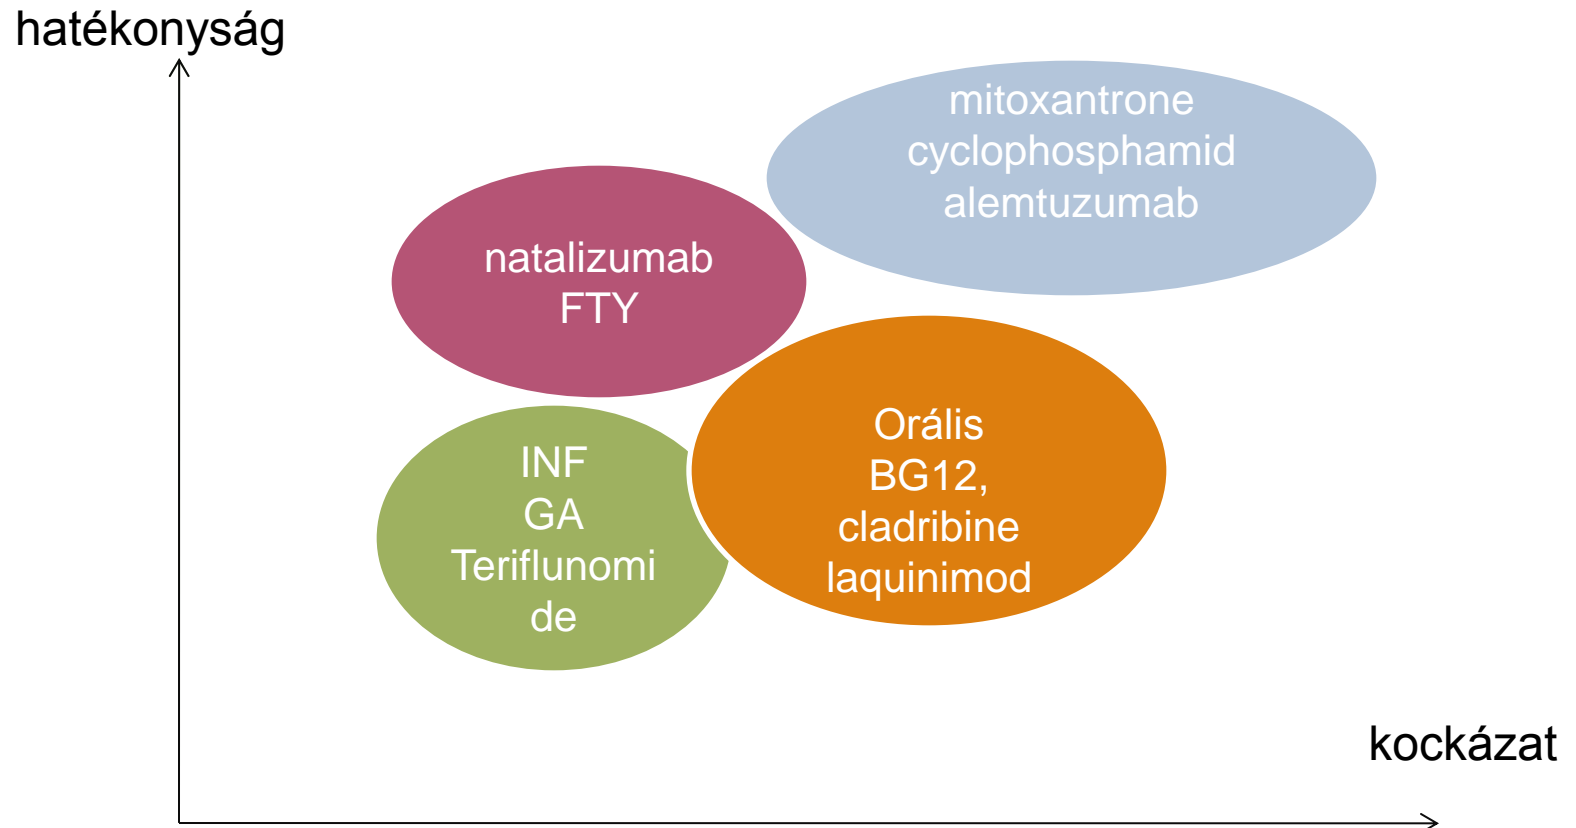 hatékonyság
mitoxantrone
cyclophosphamid
alemtuzumab
natalizumab
FTY
Orális
BG12,
cladribine
laquinimod
INF
GA
Teriflunomi
de
kockázat